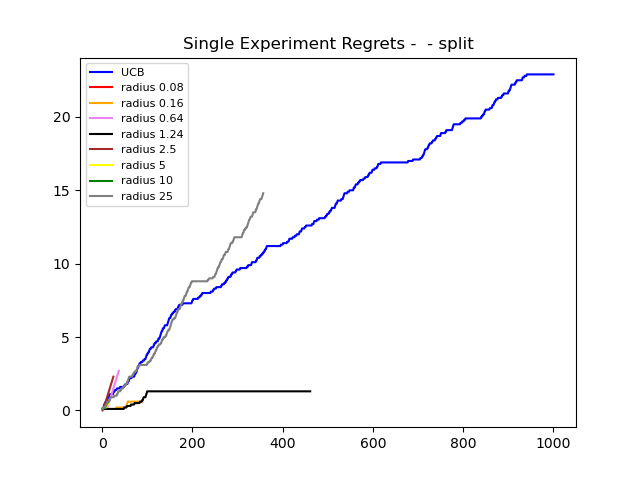 Single Experiment Regrets -  - split
UCB
radius 0.08
radius 0.16
radius 0.64
radius 1.24
radius 2.5
radius 5
radius 10
radius 25
20
15
10
5
0
0 200 400 600 800 1000